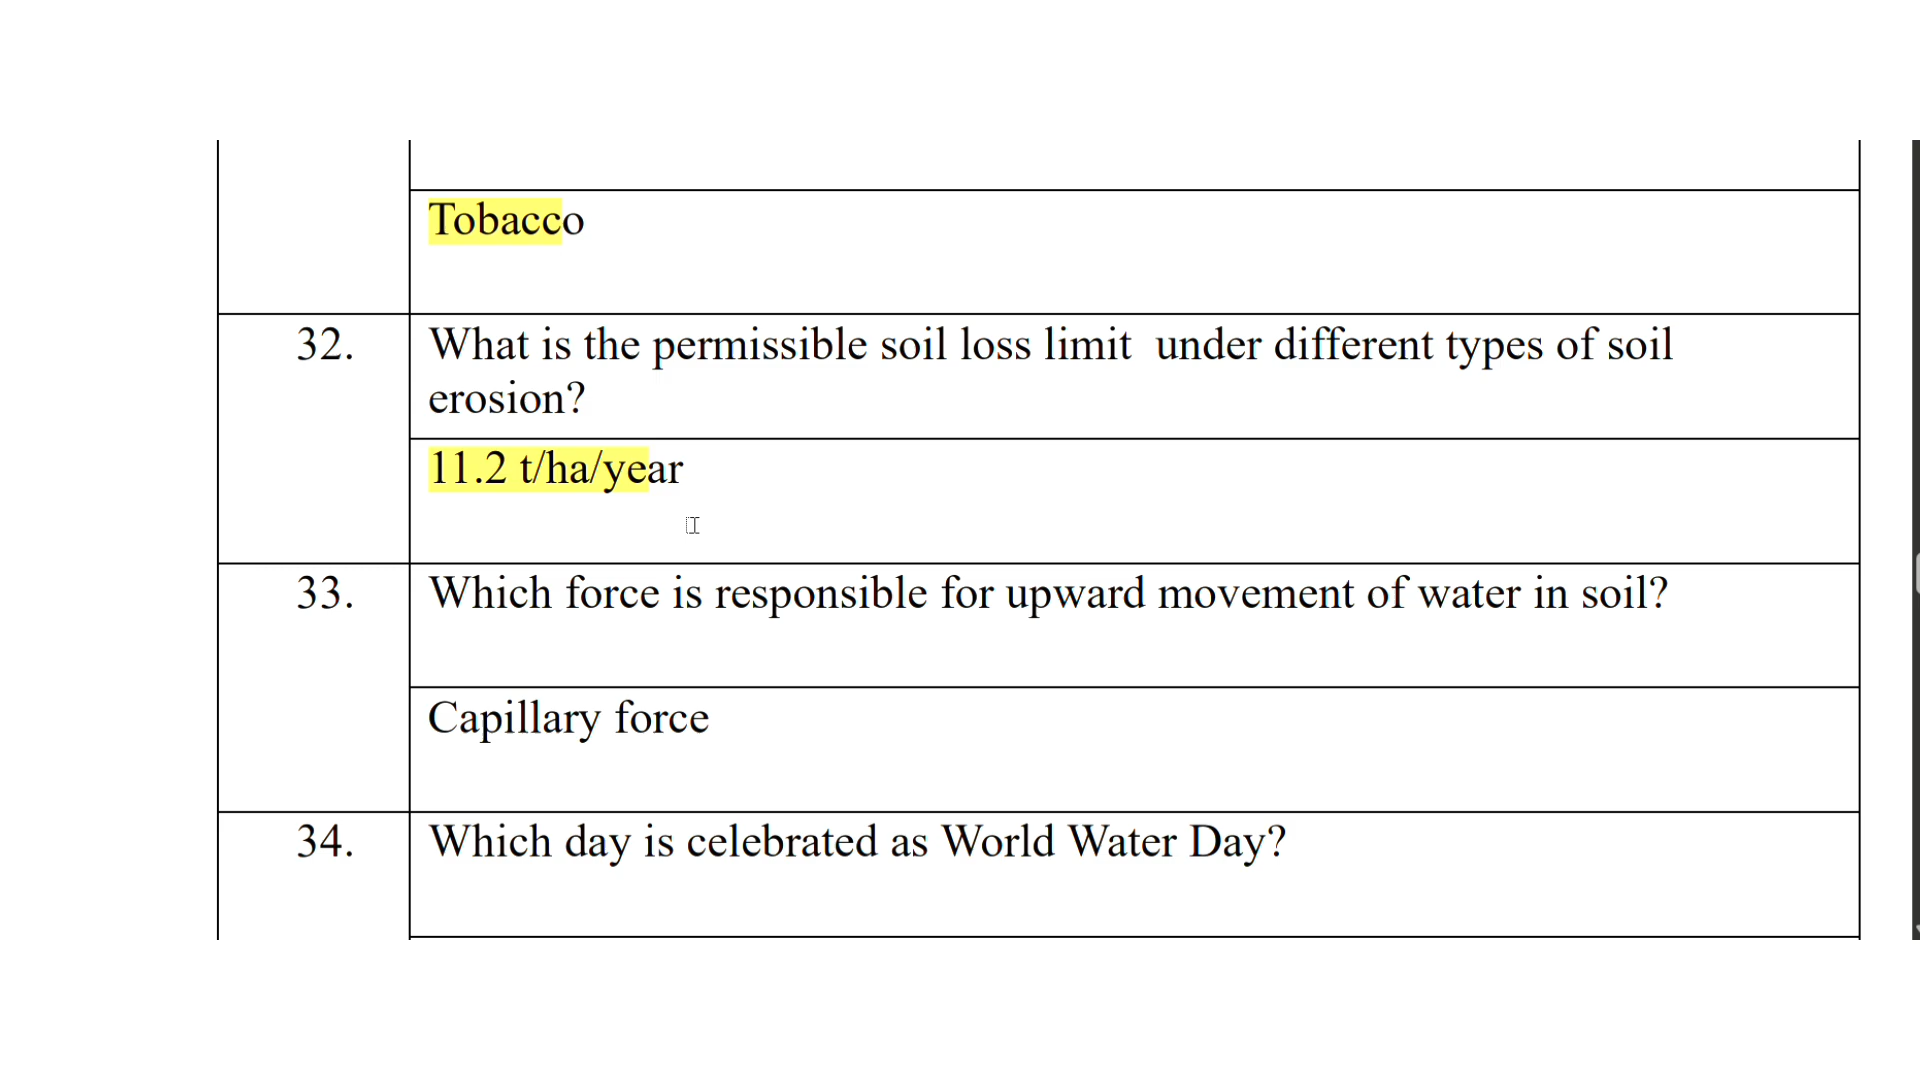 Tobacco
32.
What is the permissible soil loss limit  under different types of soil
erosion?
11.2 t/ha/year
33.
Which force is responsible for upward movement of water in soil?
Capillary force
34.
Which day is celebrated as World Water Day?